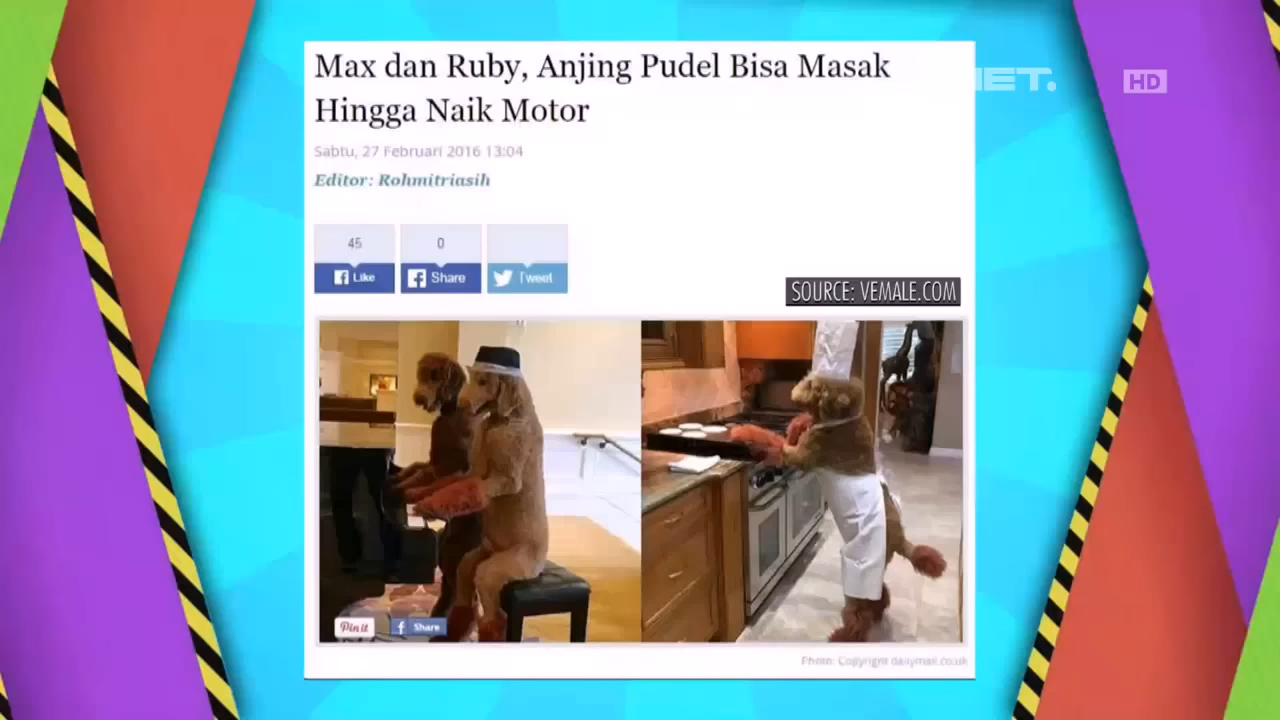 Max dan Ruby, Anjing Pudel Bisa Masak
Hingga Naik Motor
NET.
HD
Sabtu, 27 Februari 2016 13:04
Editor: Rohmitriasih
45
0
Like
Share
Tweet
SOURCE: VEMALE.COM
Pin it
Share
Photo: Copyright dailymail.co.uk